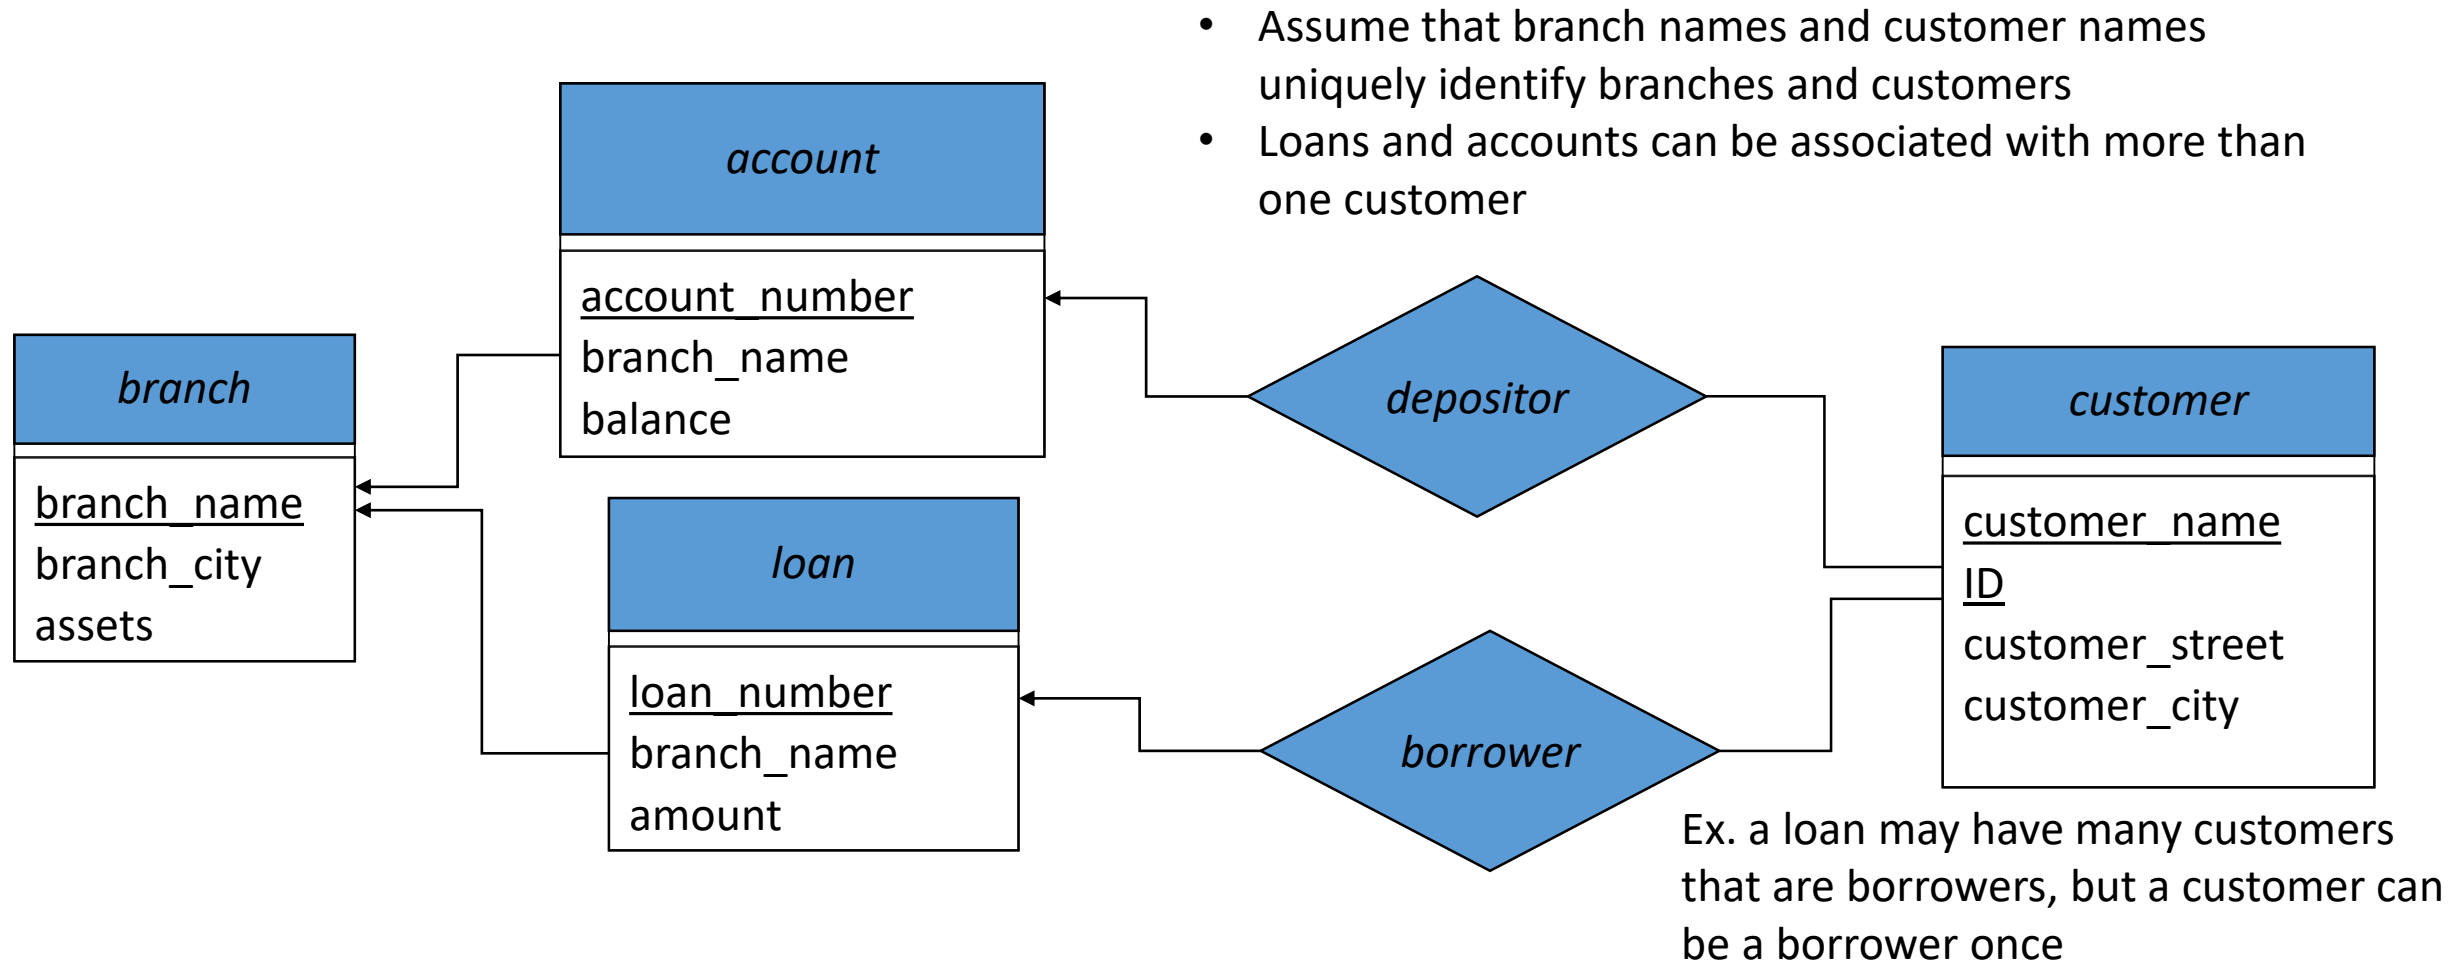 • Assume that branch names and customer names
uniquely identify branches and customers
• Loans and accounts can be associated with more than
one customer
account
account_number
branch_name
balance
branch
branch_name
branch_city
assets
loan
loan_number
branch_name
amount
depositor
borrower
customer
customer_name
ID
customer_street
customer_city
Ex. a loan may have many customers
that are borrowers, but a customer can
be a borrower once